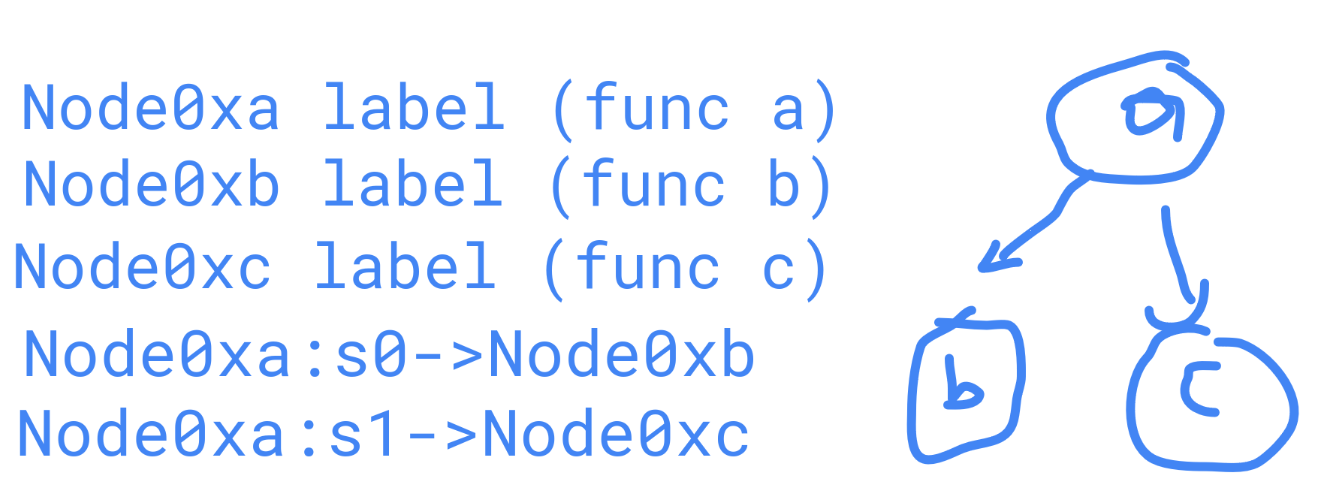 Node0xa label (func a)
Node0xb label (func b)
Node0xc label (func c)
Node0xa:s0->Node0xb
Node0xa:s1->Node0xc
a
b
c